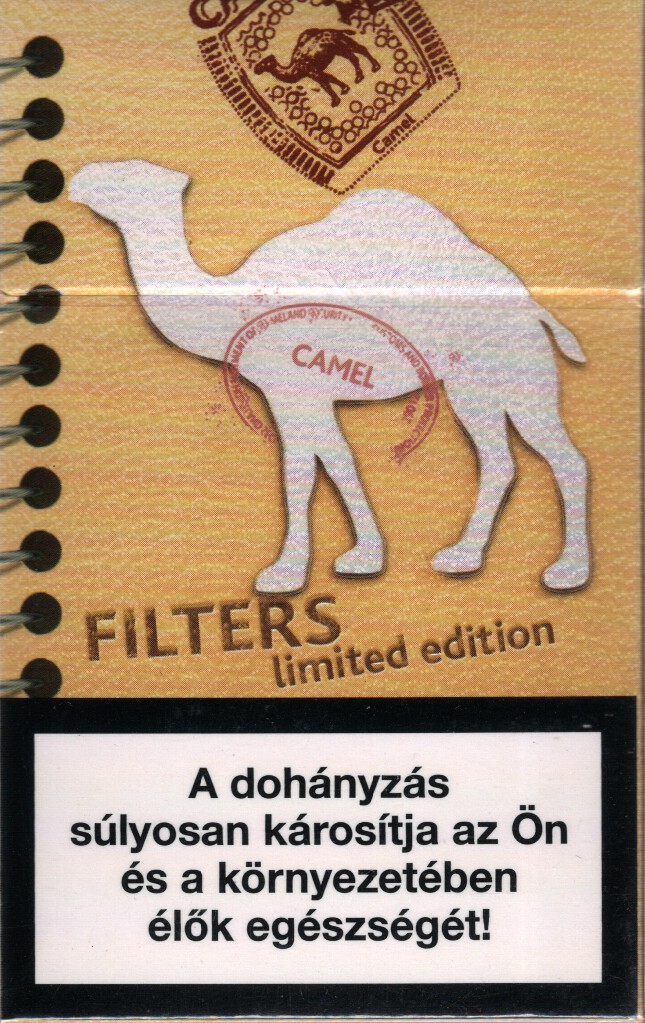 Camel
CAMEL
FILTERS
limited edition
A dohányzás
súlyosan károsítja az Ön
és a környezetében
élők egészségét!